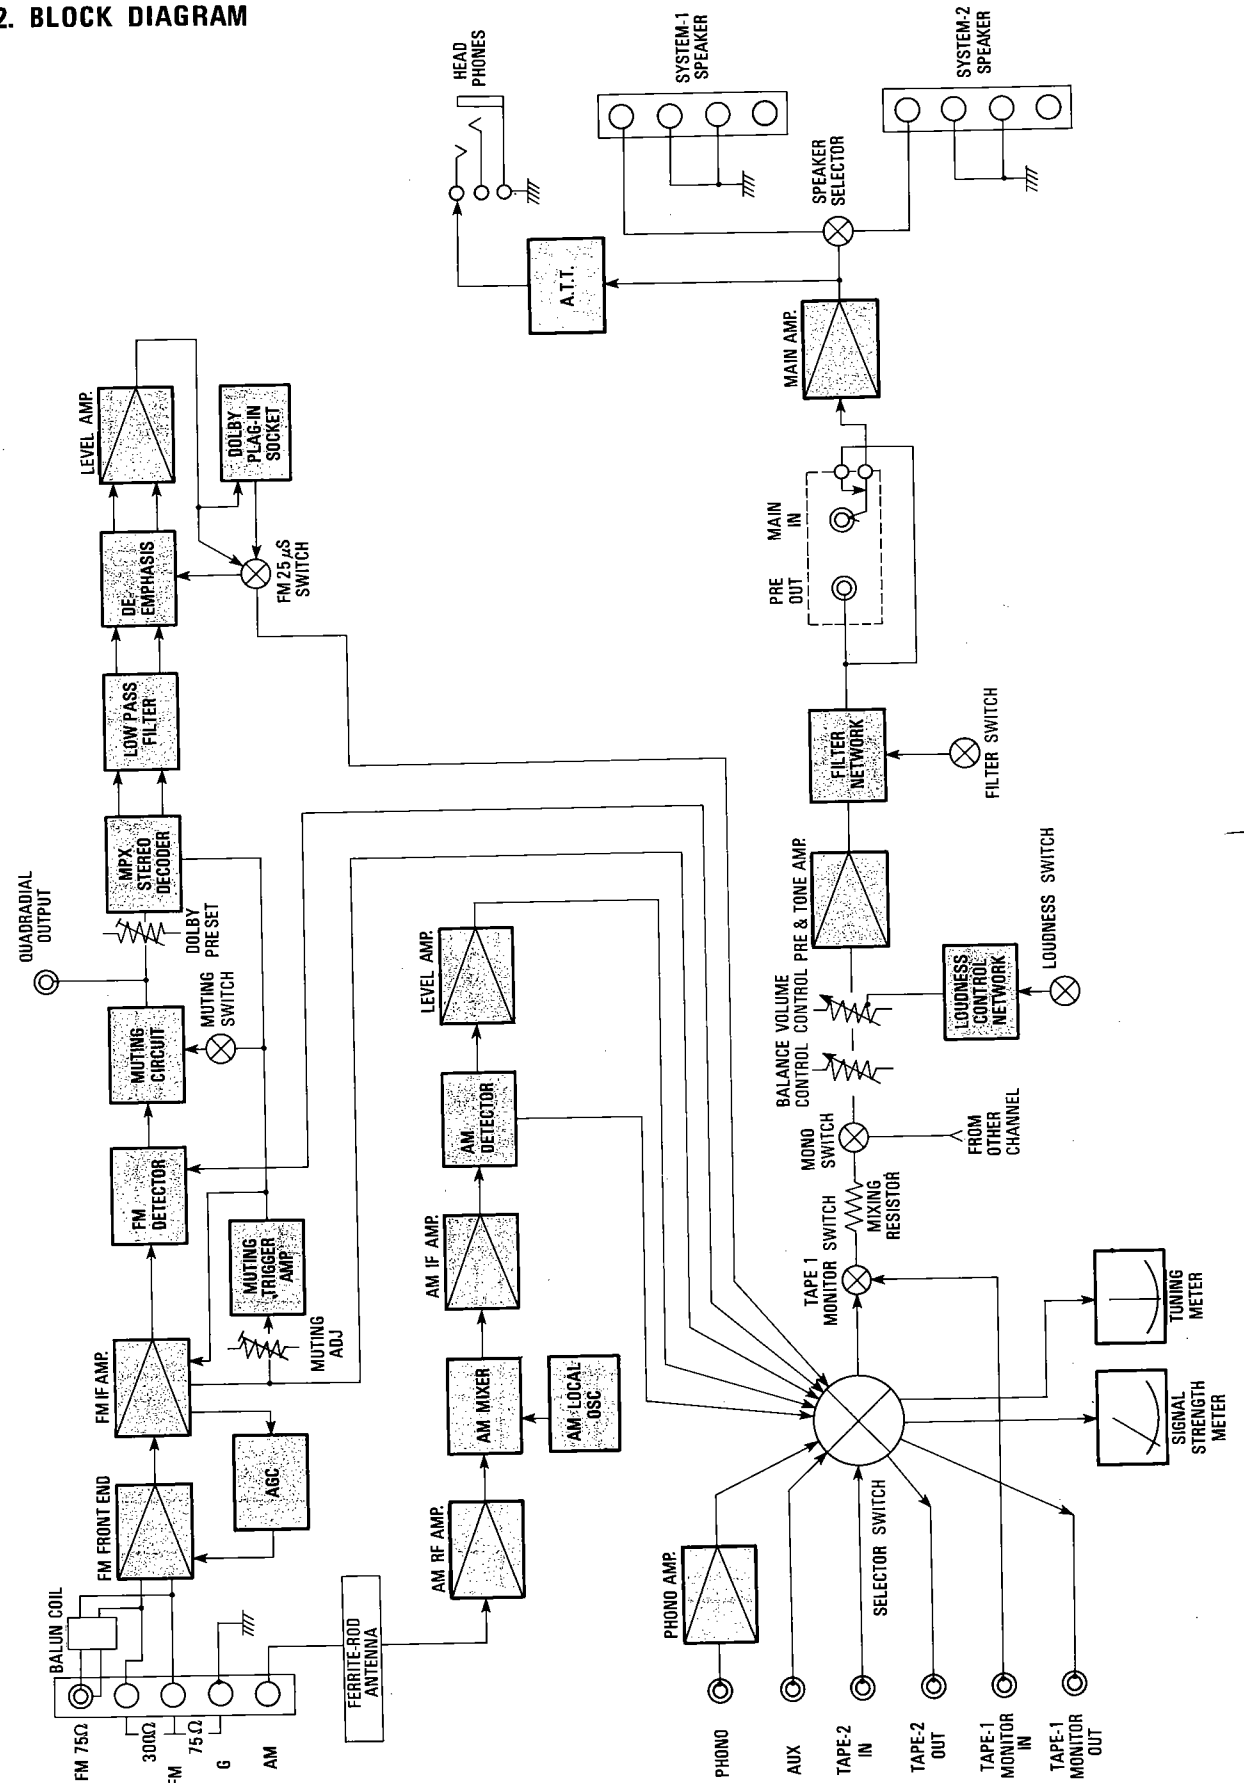 2. BLOCK DIAGRAM
HEAD
PHONES
SYSTEM-1
SPEAKER
SYSTEM-2
SPEAKER
SPEAKER
SELECTOR
A.T.T.
MAIN AMP.
LEVEL AMP.
DOLBY
PLAG-IN
SOCKET
DE
EMPHASIS
FM 25 µS
SWITCH
MAIN
IN
PRE
OUT
LOW PASS
FILTER
FILTER
NETWORK
FILTER SWITCH
MPX
STEREO
DECODER
QUADRADIAL
OUTPUT
DOLBY
PRESET
MUTING
CIRCUIT
MUTING
SWITCH
LEVEL AMP.
PRE & TONE AMP.
VOLUME
CONTROL
BALANCE
CONTROL
LOUDNESS
CONTROL
NETWORK
LOUDNESS SWITCH
FM
DETECTOR
MUTING
TRIGGER
AMP
MUTING
ADJ
AM
DETECTOR
MONO
SWITCH
FROM
OTHER
CHANNEL
MIXING
RESISTOR
TAPE 1
MONITOR SWITCH
FM IF AMP.
AM IF AMP.
AM MIXER
AM LOCAL
OSC
TUNING
METER
SIGNAL
STRENGTH
METER
FM FRONT END
AGC
AM RF AMP.
PHONO AMP.
SELECTOR SWITCH
BALUN COIL
FERRITE-ROD
ANTENNA
FM 75Ω
300Ω
FM
75Ω
G
AM
PHONO
AUX
TAPE-2
IN
TAPE-2
OUT
TAPE-1
MONITOR
IN
TAPE-1
MONITOR
OUT